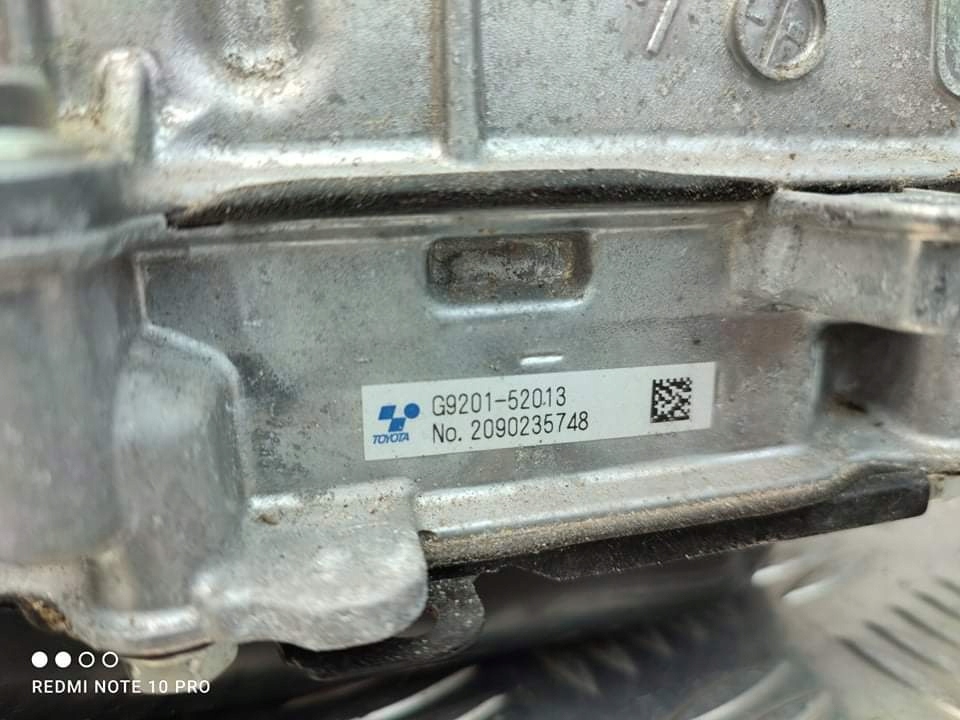 G9201-52013
No. 2090235748
TOYOTA
REDMI NOTE 10 PRO